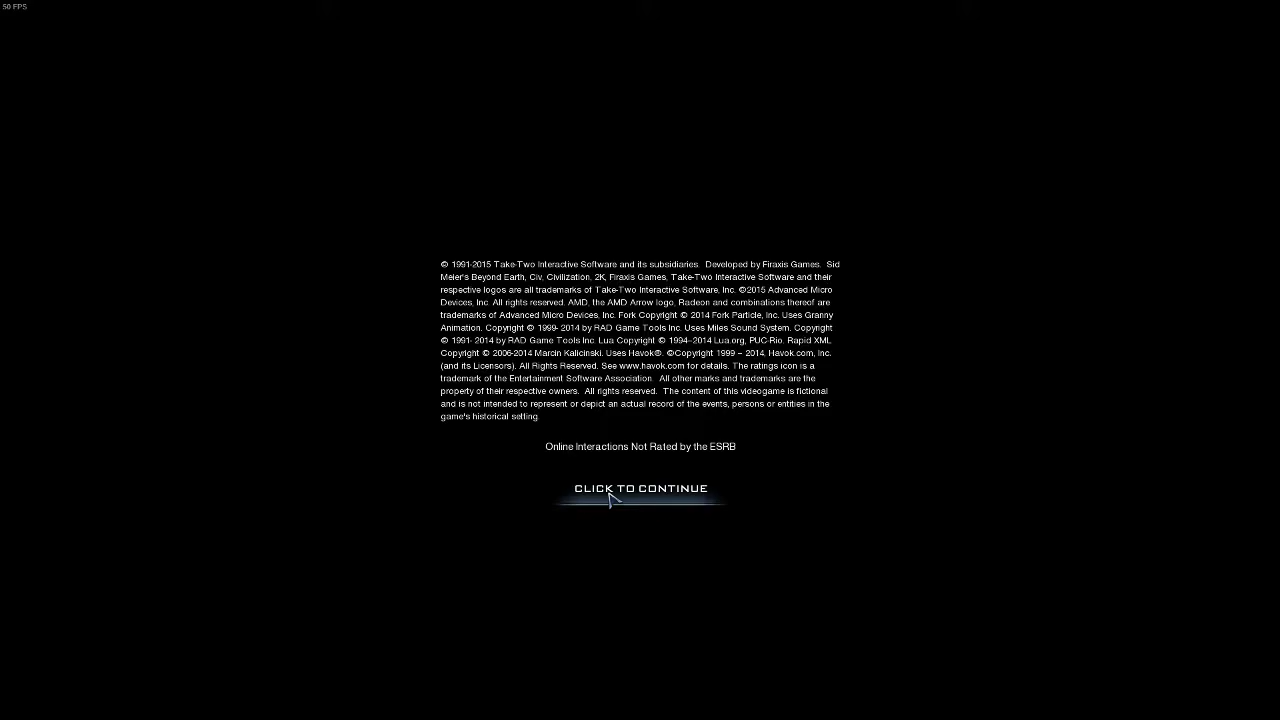 50 FPS
© 1991-2015 Take-Two Interactive Software and its subsidiaries.  Developed by Firaxis Games.  Sid
Meier's Beyond Earth, Civ, Civilization, 2K, Firaxis Games, Take-Two Interactive Software and their
respective logos are all trademarks of Take-Two Interactive Software, Inc. ©2015 Advanced Micro
Devices, Inc. All rights reserved. AMD, the AMD Arrow logo, Radeon and combinations thereof are
trademarks of Advanced Micro Devices, Inc. Fork Copyright © 2014 Fork Particle, Inc. Uses Granny
Animation. Copyright © 1999- 2014 by RAD Game Tools Inc. Uses Miles Sound System. Copyright
© 1991- 2014 by RAD Game Tools Inc. Lua Copyright © 1994–2014 Lua.org, PUC-Rio. Rapid XML
Copyright © 2006-2014 Marcin Kalicinski. Uses Havok®. ©Copyright 1999 – 2014, Havok.com, Inc.
(and its Licensors). All Rights Reserved. See www.havok.com for details. The ratings icon is a
trademark of the Entertainment Software Association.  All other marks and trademarks are the
property of their respective owners.  All rights reserved.  The content of this videogame is fictional
and is not intended to represent or depict an actual record of the events, persons or entities in the
game's historical setting.
Online Interactions Not Rated by the ESRB
CLICK TO CONTINUE